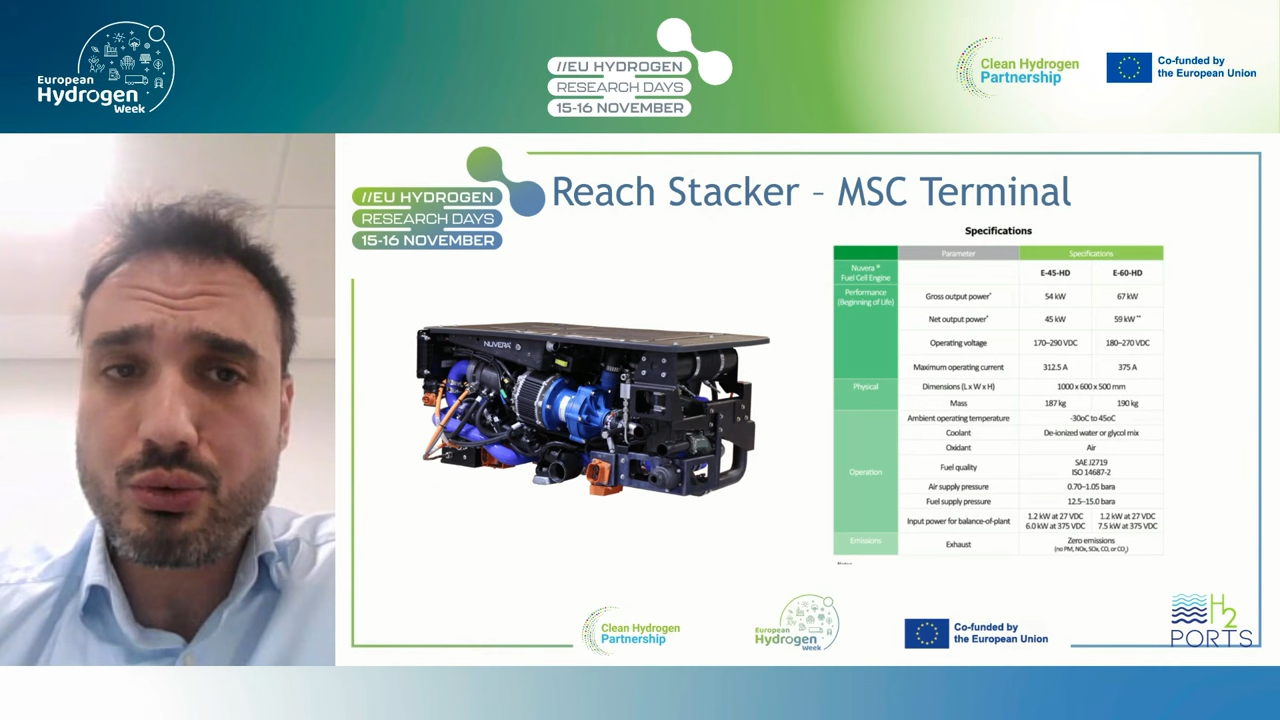 European
Hydrogen
Week
//EU HYDROGEN
RESEARCH DAYS
15-16 NOVEMBER
Clean Hydrogen
Partnership
Co-funded by
the European Union
//EU HYDROGEN
RESEARCH DAYS
15-16 NOVEMBER
Reach Stacker – MSC Terminal
NUVERA
Specifications
Parameter Specifications
Nuvera ® Fuel Cell Engine E-45-HD E-60-HD
Performance (Beginning of Life)
Gross output power* 54 kW 67 kW
Net output power* 45 kW 59 kW **
Operating voltage 170–290 VDC 180–270 VDC
Maximum operating current 312.5 A 375 A
Physical Dimensions (L x W x H) 1000 x 600 x 500 mm
Mass 187 kg 190 kg
Operation
Ambient operating temperature -30oC to 45oC
Coolant De-ionized water or glycol mix
Oxidant Air
Fuel quality SAE J2719 ISO 14687-2
Air supply pressure 0.70–1.05 bara
Fuel supply pressure 12.5–15.0 bara
Input power for balance-of-plant 1.2 kW at 27 VDC 1.2 kW at 27 VDC
6.0 kW at 375 VDC 7.5 kW at 375 VDC
Emissions Exhaust Zero emissions
(no PM, NOx, SOx, CO, or CO₂)
Clean Hydrogen
Partnership
European
Hydrogen
Week
Co-funded by
the European Union
H2
PORTS